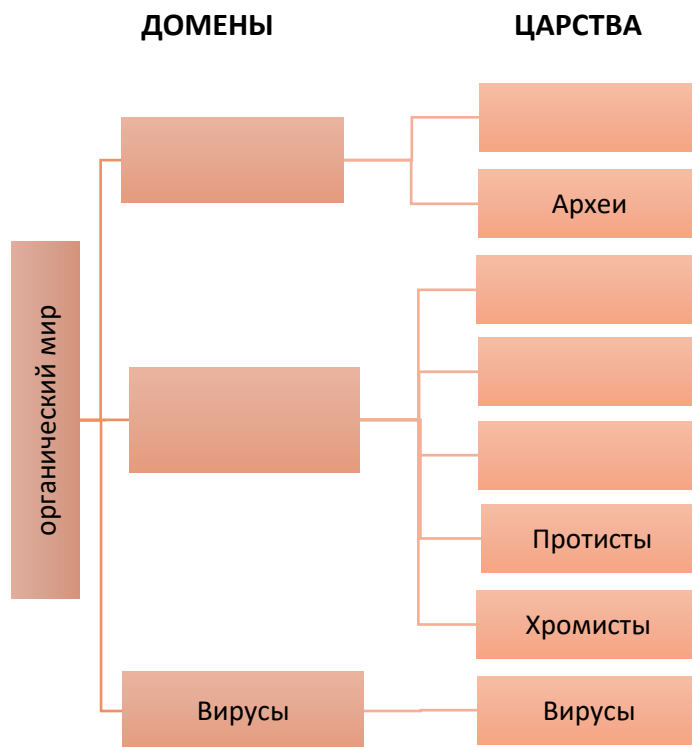 ДОМЕНЫ
ЦАРСТВА
органический мир
Археи
Протисты
Хромисты
Вирусы
Вирусы